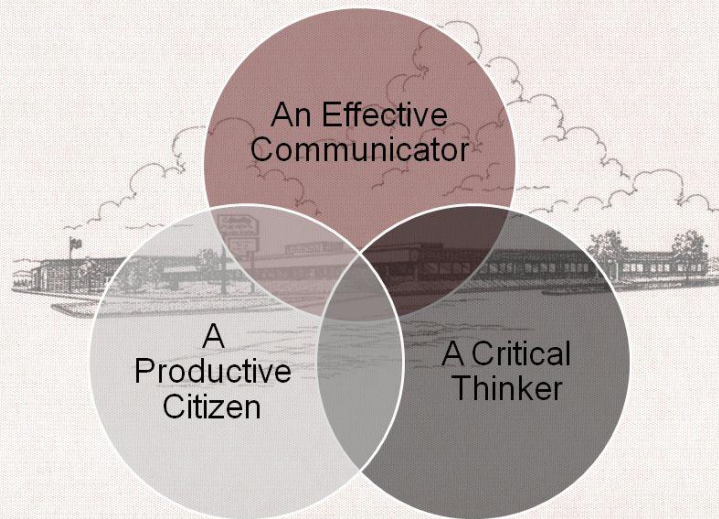 An Effective
Communicator
A
Productive
Citizen
A Critical
Thinker